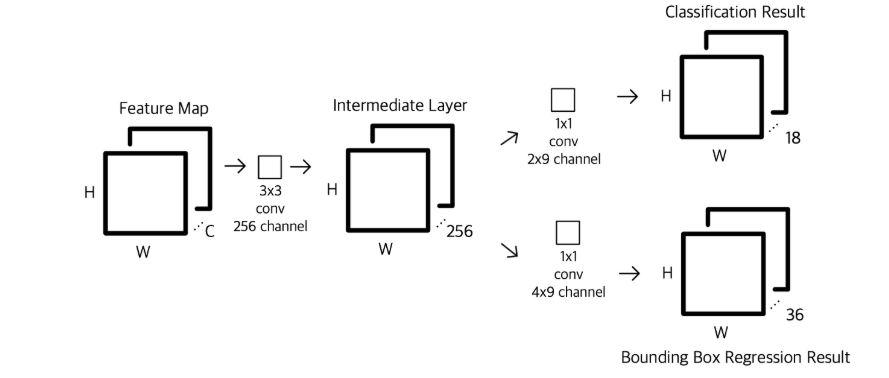 Classification Result
H
W
18
1x1
conv
2x9 channel
Feature Map
H
W
C
3x3
conv
256 channel
Intermediate Layer
H
W
256
1x1
conv
4x9 channel
H
W
36
Bounding Box Regression Result